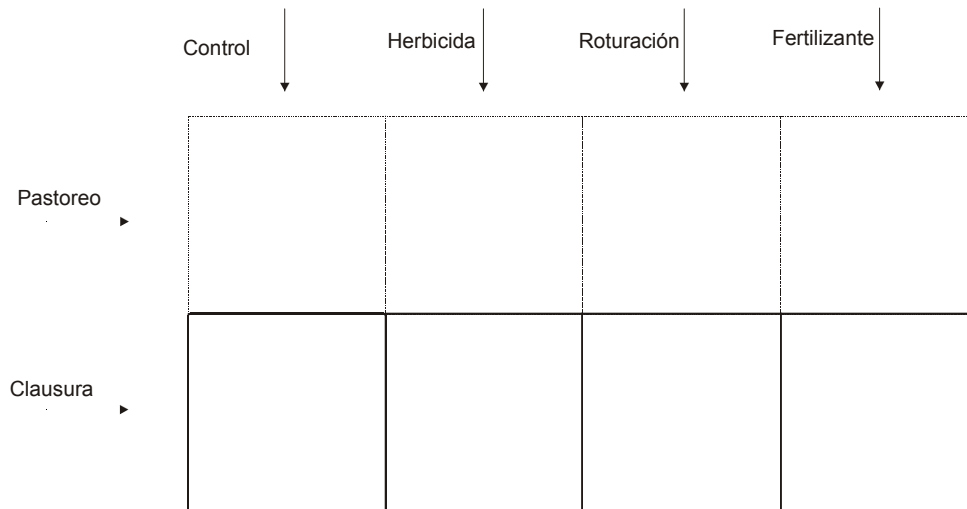 Control
Herbicida
Roturación
Fertilizante
Pastoreo
Clausura